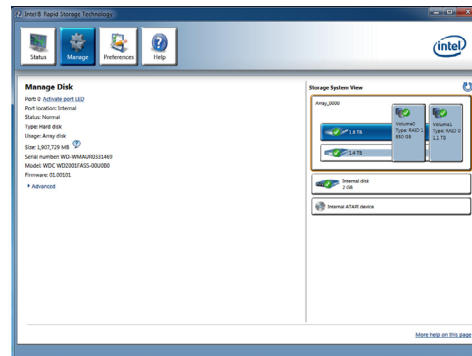 Intel® Rapid Storage Technology
Status
Manage
Preferences
Help
intel
Manage Disk
Port 0 Activate port LED
Port location: Internal
Status: Normal
Type: Hard disk
Usage: Array disk
Size: 1,907,729 MB
Serial number: WD-WMAUR0331469
Model: WDC WD2001FASS-00U0B0
Firmware: 01.00101
Advanced
Storage System View
Array_0000
1.8 TB
1.4 TB
Volume0
Type: RAID 1
850 GB
Volume1
Type: RAID 0
1.1 TB
Internal disk
2 GB
Internal ATAPI device
More help on this page